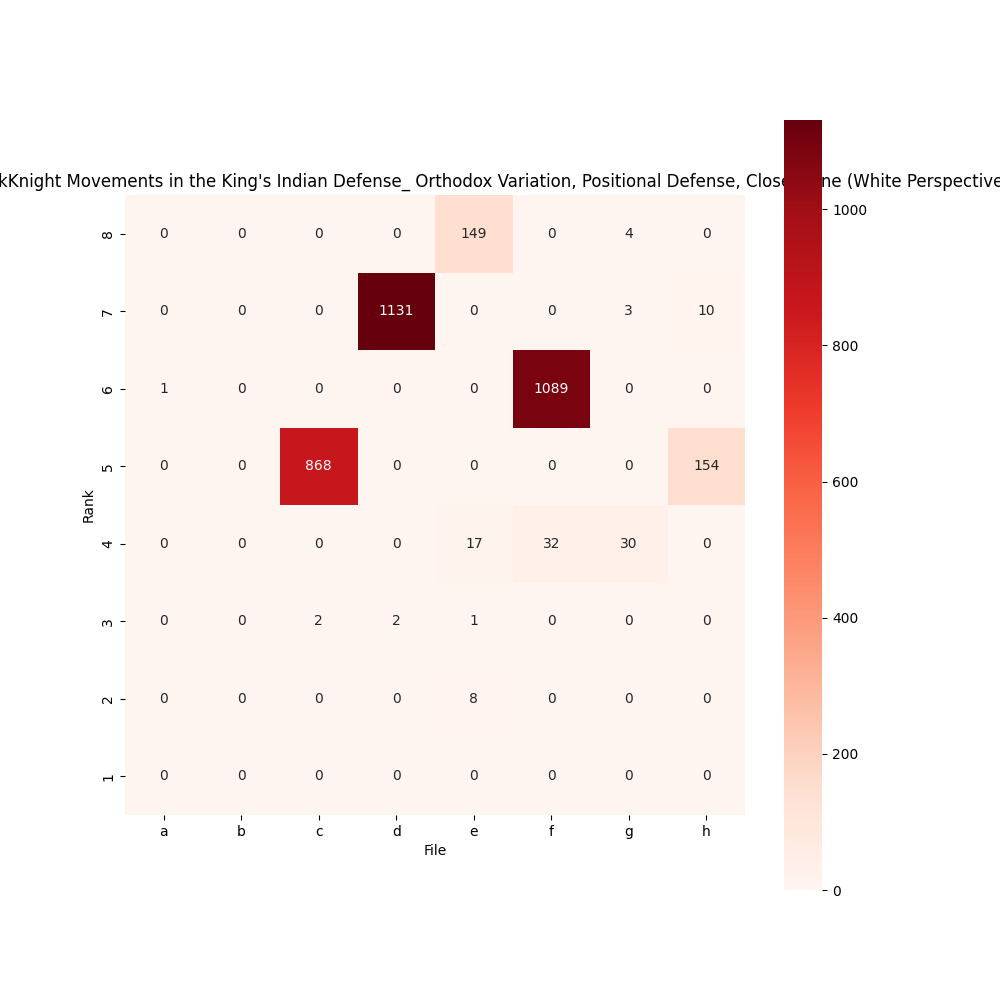 Knight Movements in the King's Indian Defense_ Orthodox Variation, Positional Defense, (White Perspective
8 0 0 0 0 149 0 4 0
1000
7 0 0 0 1131 0 0 3 10
800
6 1 0 0 0 0 1089 0 0
5 0 0 868 0 0 0 0 154
600
Rank
4 0 0 0 0 17 32 30 0
400
3 0 0 2 2 1 0 0 0
2 0 0 0 0 8 0 0 0
200
1 0 0 0 0 0 0 0 0
a b c d e f g h
File
0